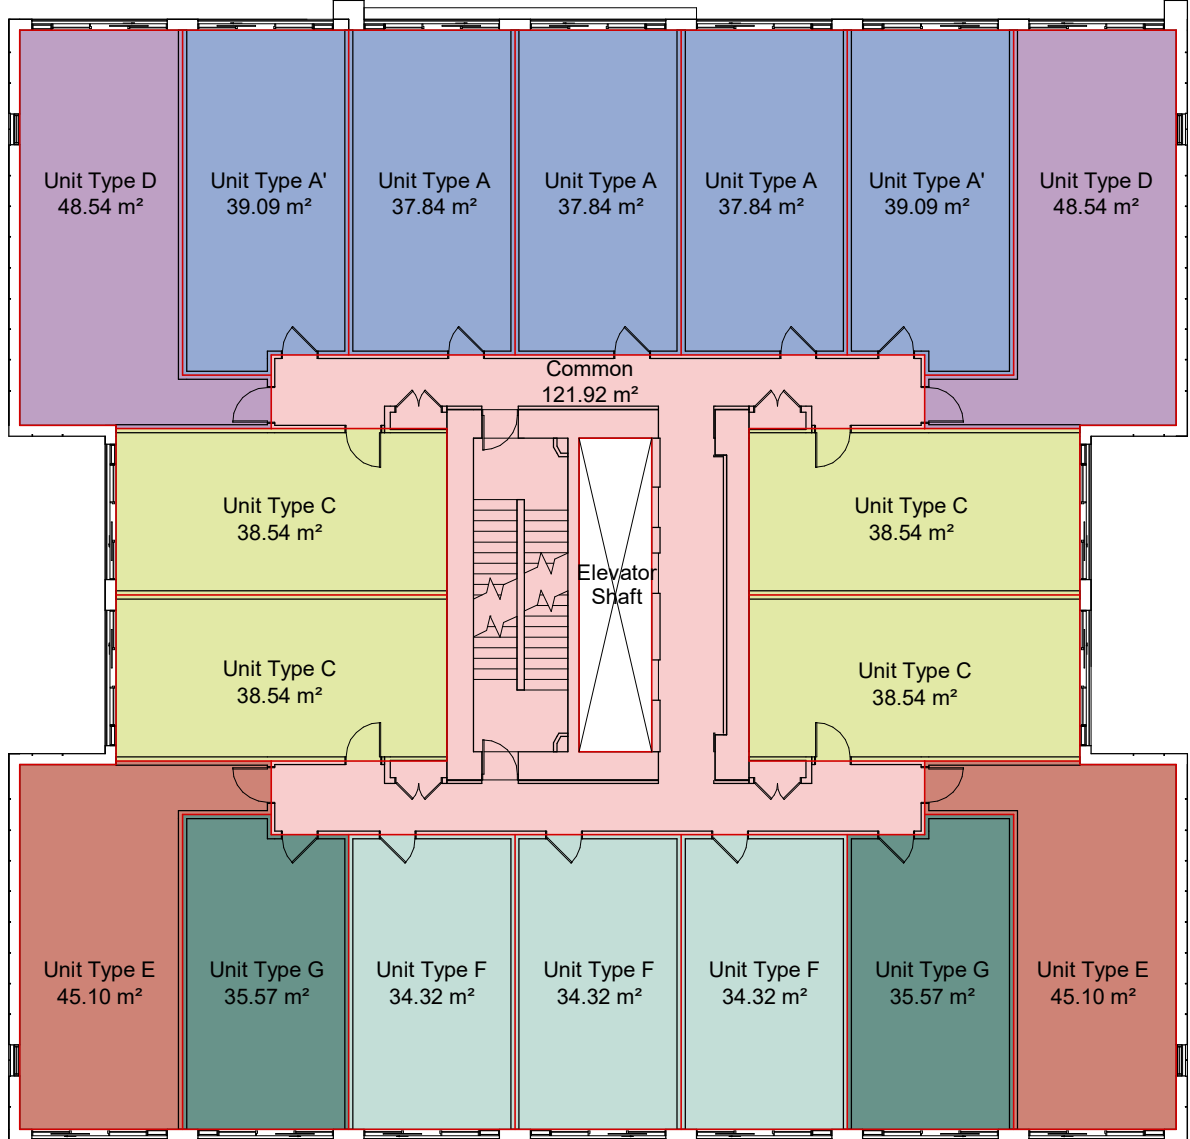 Unit Type D
48.54 m²
Unit Type A'
39.09 m²
Unit Type A
37.84 m²
Unit Type A
37.84 m²
Unit Type A
37.84 m²
Unit Type A'
39.09 m²
Unit Type D
48.54 m²
Common
121.92 m²
Unit Type C
38.54 m²
Unit Type C
38.54 m²
Elevator
Shaft
Unit Type C
38.54 m²
Unit Type C
38.54 m²
Unit Type E
45.10 m²
Unit Type G
35.57 m²
Unit Type F
34.32 m²
Unit Type F
34.32 m²
Unit Type F
34.32 m²
Unit Type G
35.57 m²
Unit Type E
45.10 m²